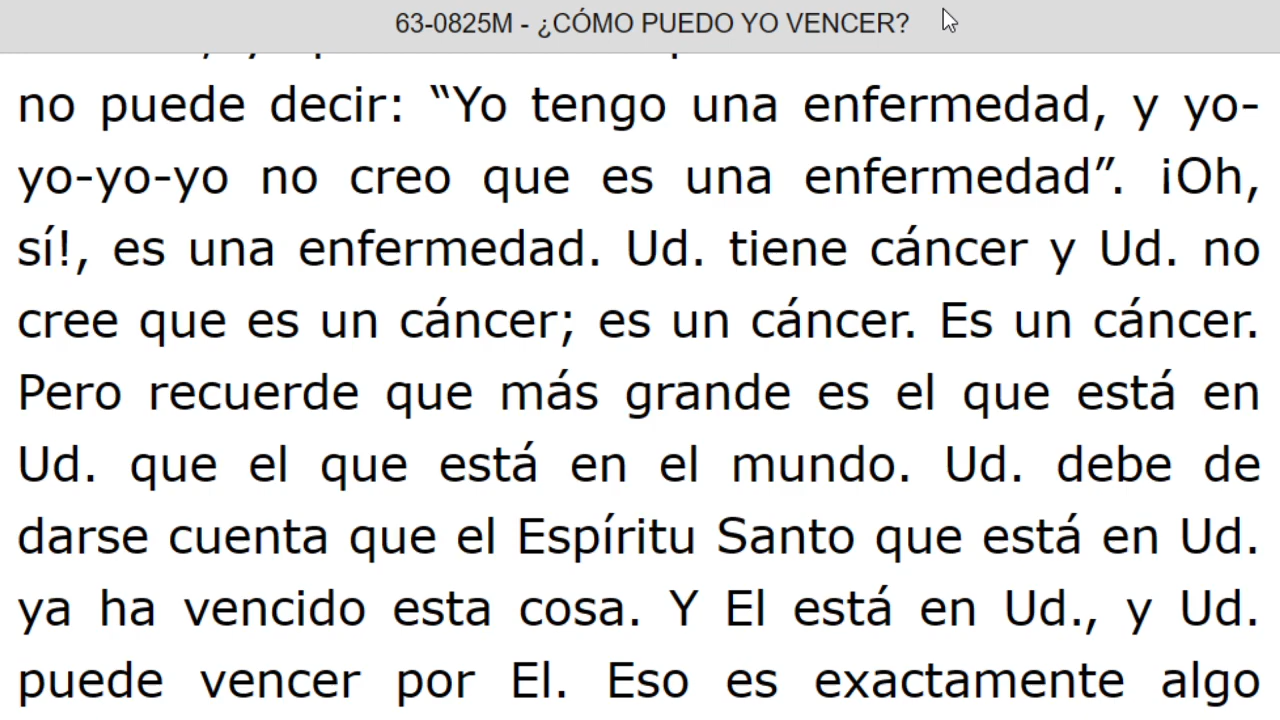 63-0825M - ¿CÓMO PUEDO YO VENCER?
no puede decir: “Yo tengo una enfermedad, y yo-
yo-yo-yo no creo que es una enfermedad”. ¡Oh,
sí!, es una enfermedad. Ud. tiene cáncer y Ud. no
cree que es un cáncer; es un cáncer. Es un cáncer.
Pero recuerde que más grande es el que está en
Ud. que el que está en el mundo. Ud. debe de
darse cuenta que el Espíritu Santo que está en Ud.
ya ha vencido esta cosa. Y El está en Ud., y Ud.
puede vencer por El. Eso es exactamente algo